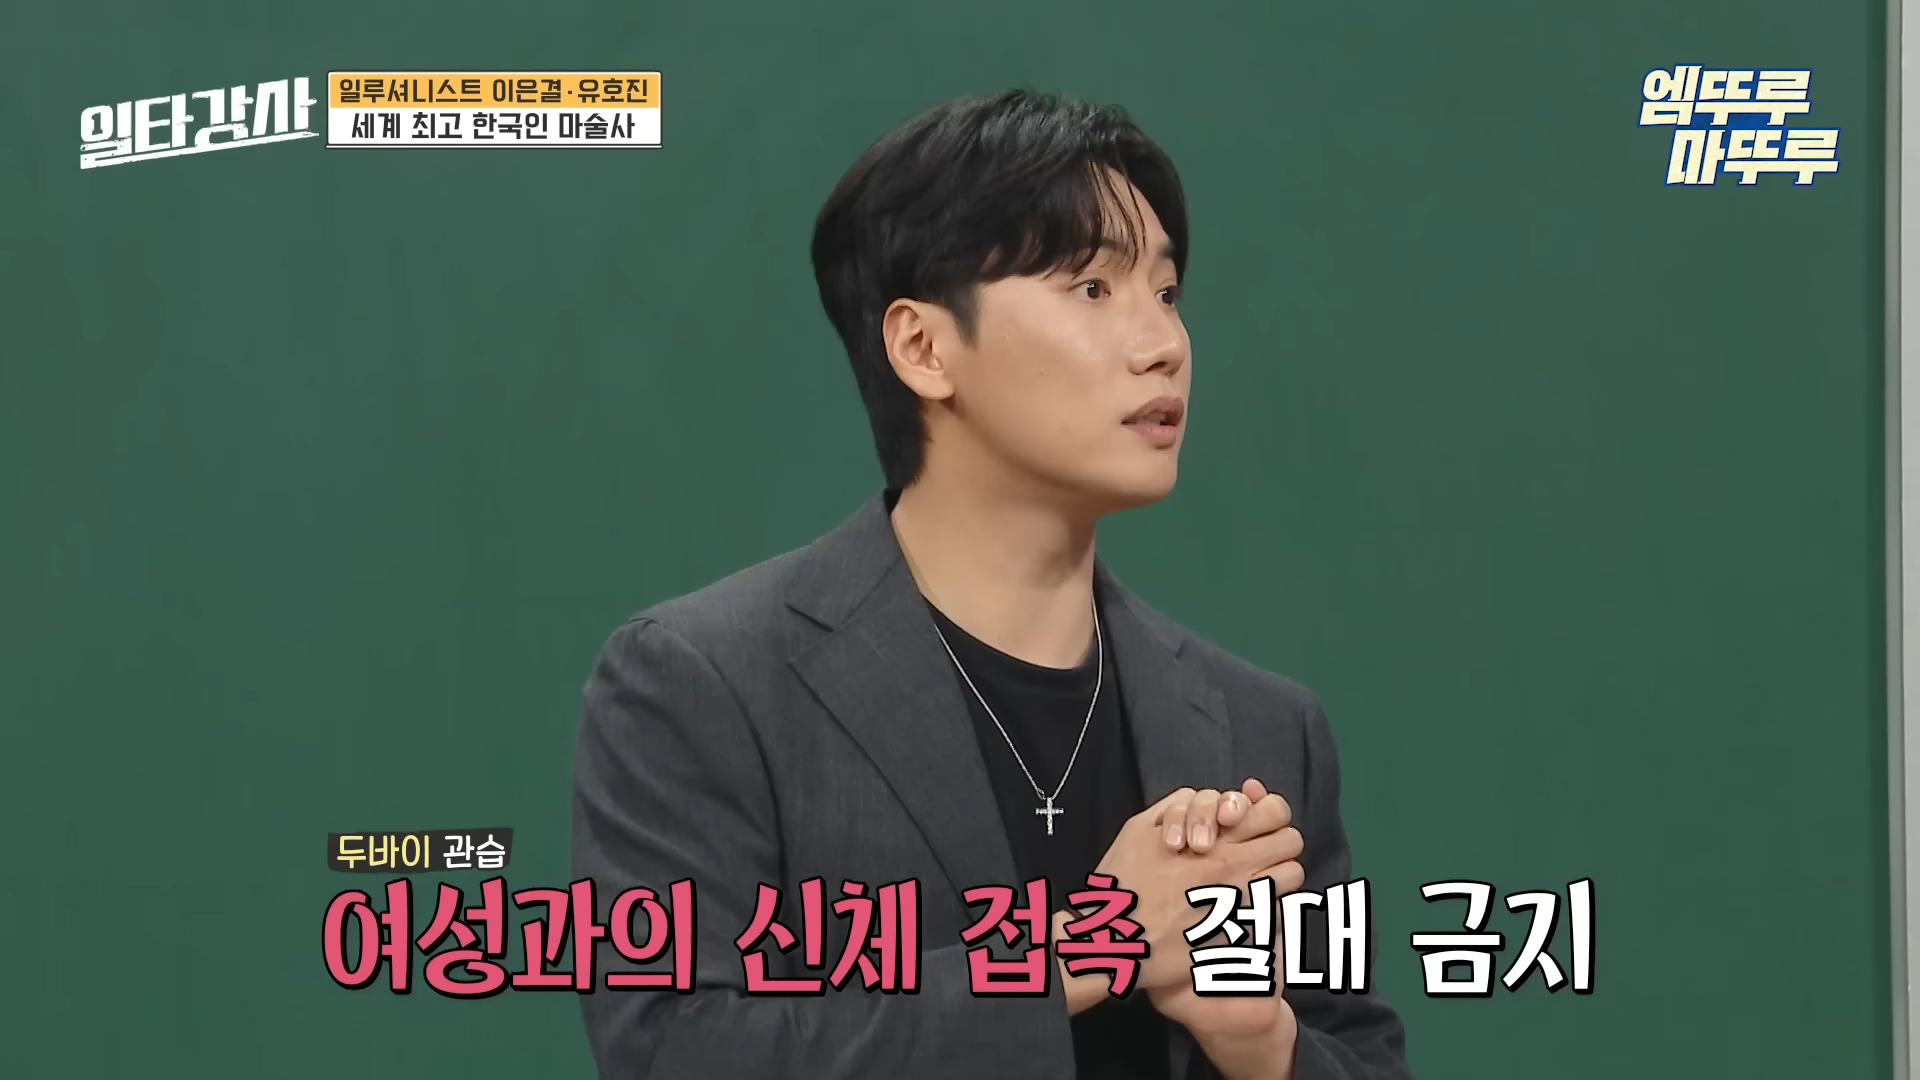 일타강사
일루셔니스트 이은결·유호진
세계 최고 한국인 마술사
엠뚜루
마뚜루
두바이 관습
여성과의 신체 접촉 절대 금지